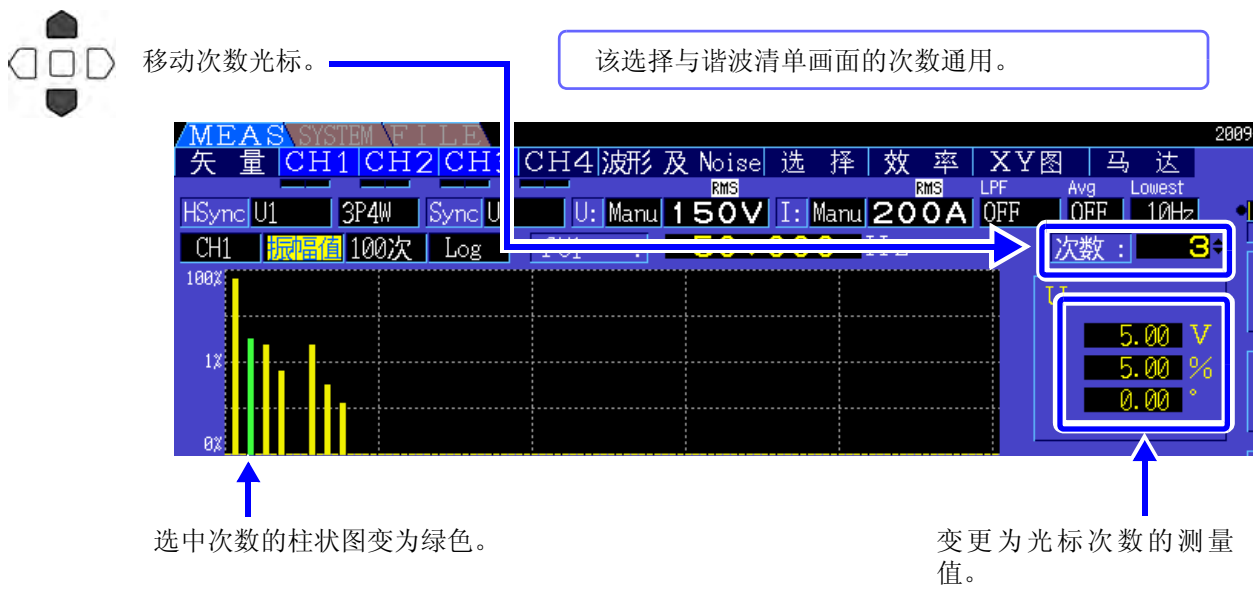 移动次数光标。
该选择与谐波清单画面的次数通用。
MEAS SYSTEM FILE
2009
矢 量 CH1 CH2 CH3 CH4 波形 及 Noise 选 择 效 率 XY图 马 达
RMS RMS LPF Avg Lowest
HSync U1 3P4W Sync U: Manu 150V I: Manu 200A OFF OFF 10Hz
CH1 振幅值 100次 Log 次数 : 3
100%
U
5.00 V
1%
5.00 %
0.00 °
0%
选中次数的柱状图变为绿色。
变更为光标次数的测量
值。